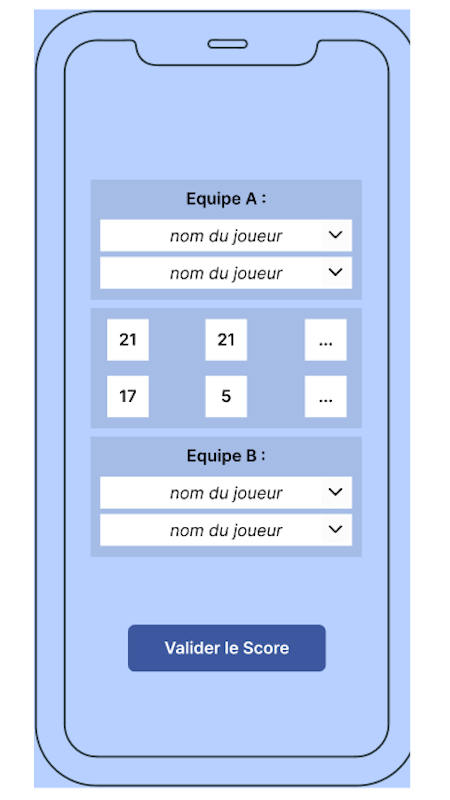 Equipe A :
nom du joueur
nom du joueur
21 21 ...
17 5 ...
Equipe B :
nom du joueur
nom du joueur
Valider le Score